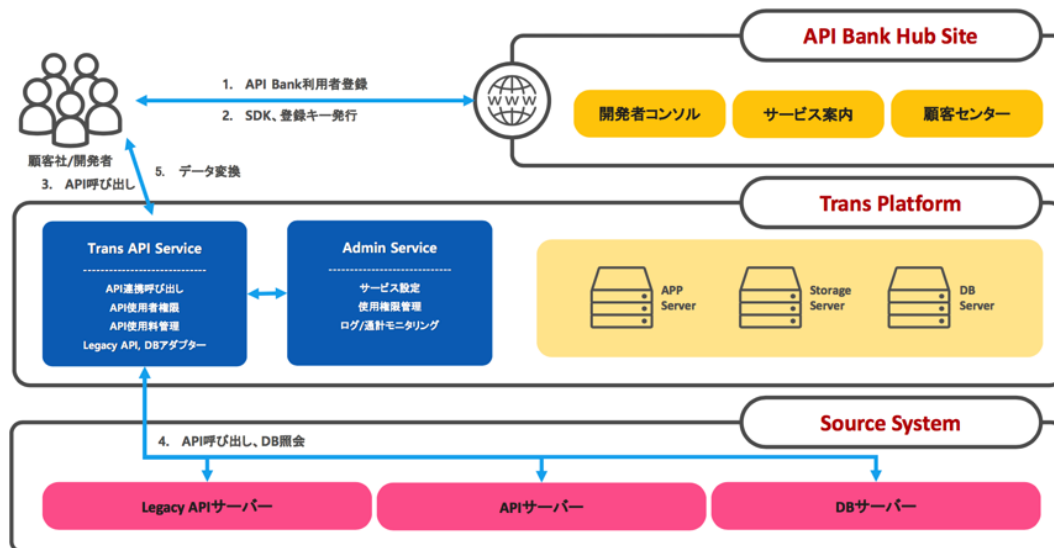 API Bank Hub Site
1. API Bank利用者登録
2. SDK、登録キー発行
WWW
開発者コンソル
サービス案内
顧客センター
顧客社/開発者
3. API呼び出し
5. データ変換
Trans Platform
Trans API Service
API連携呼び出し
API使用者権限
API使用料管理
Legacy API, DBアダプター
Admin Service
サービス設定
使用権限管理
ログ/通計モニタリング
APP
Server
Storage
Server
DB
Server
Source System
4. API呼び出し、DB照会
Legacy APIサーバー
APIサーバー
DBサーバー